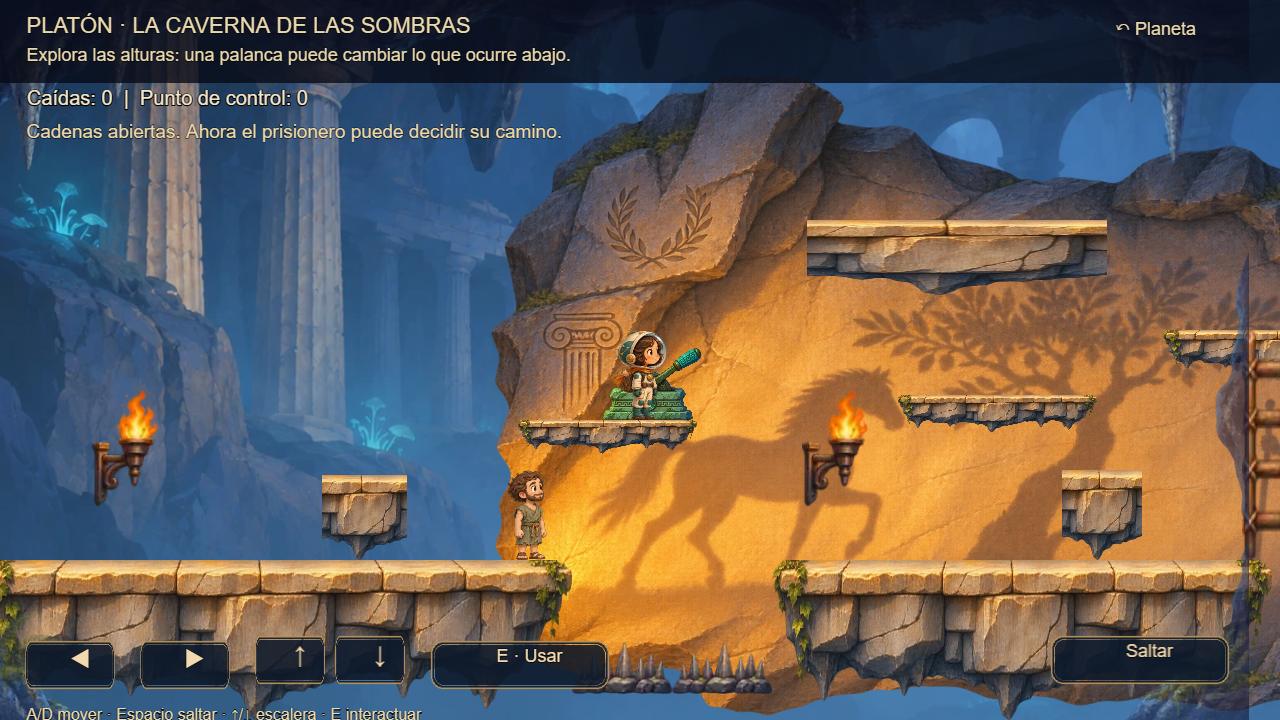 PLATÓN · LA CAVERNA DE LAS SOMBRAS
↶ Planeta
Explora las alturas: una palanca puede cambiar lo que ocurre abajo.
Caídas: 0 | Punto de control: 0
Cadenas abiertas. Ahora el prisionero puede decidir su camino.
◀ ▶ ↑ ↓ E · Usar
Saltar
A/D mover · Espacio saltar · ↑/↓ escalera · E interactuar